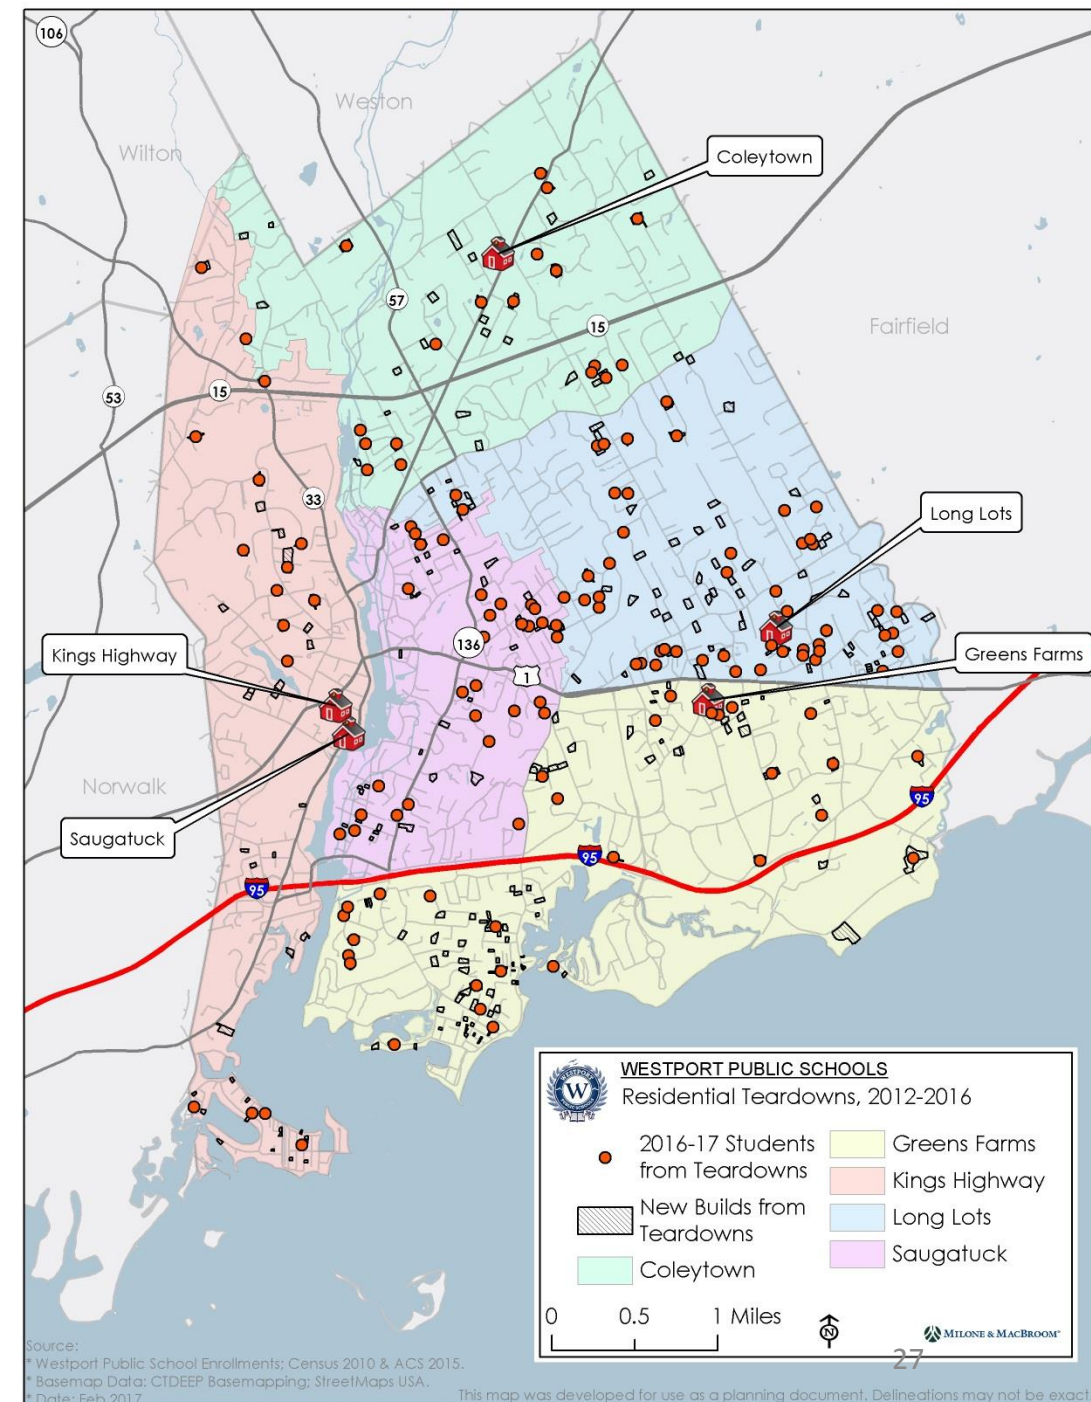 106
Weston
Wilton
Coleytown
57
15
Fairfield
53
15
33
Long Lots
Kings Highway
136
1
Greens Farms
Norwalk
Saugatuck
95
95
95
WESTPORT PUBLIC SCHOOLS
Residential Teardowns, 2012-2016
WESTPORT
W
2016-17 Students
from Teardowns
New Builds from
Teardowns
Coleytown
Greens Farms
Kings Highway
Long Lots
Saugatuck
0 0.5 1 Miles
N
MILONE & MACBROOM
27
Source:
* Westport Public School Enrollments; Census 2010 & ACS 2015.
* Basemap Data: CTDEEP Basemapping; StreetMaps USA.
* Date: Feb 2017
This map was developed for use as a planning document. Delineations may not be exact